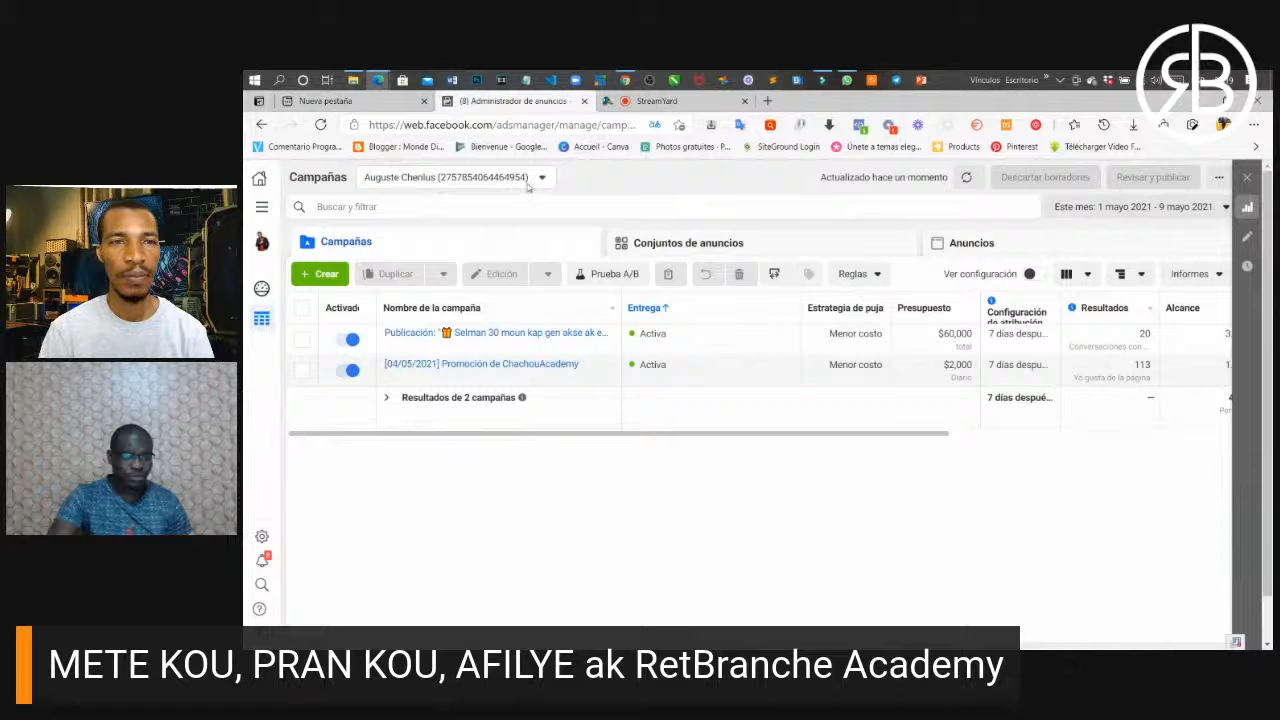 Vínculos
Escritorio
Nueva pestaña
(8) Administrador de anuncios -
StreamYard
https://web.facebook.com/adsmanager/manage/camp...
Comentario Progra...
Blogger : Monde Di...
Bienvenue - Google...
Accueil - Canva
Photos gratuites · P...
SiteGround Login
Únete a temas eleg...
Products
Pinterest
Télécharger Video F...
Campañas
Auguste Chenlus (2757854064464954)
Actualizado hace un momento
Descartar borradores
Revisar y publicar
Buscar y filtrar
Este mes: 1 mayo 2021 - 9 mayo 2021
Campañas
Conjuntos de anuncios
Anuncios
+ Crear
Duplicar
Edición
Prueba A/B
Reglas
Ver configuración
Informes
Activado
Nombre de la campaña
Entrega ↑
Estrategia de puja
Presupuesto
Configuración de atribución
Resultados
Alcance
Publicación: "🎁 Selman 30 moun kap gen akse ak e...
Activa
Menor costo
$60,000
total
7 días despu...
20
Conversaciones con ...
[04/05/2021] Promoción de ChachouAcademy
Activa
Menor costo
$2,000
Diario
7 días despu...
113
Yo gusta de la página
Resultados de 2 campañas
7 días despué...
—
METE KOU, PRAN KOU, AFILYE ak RetBranche Academy